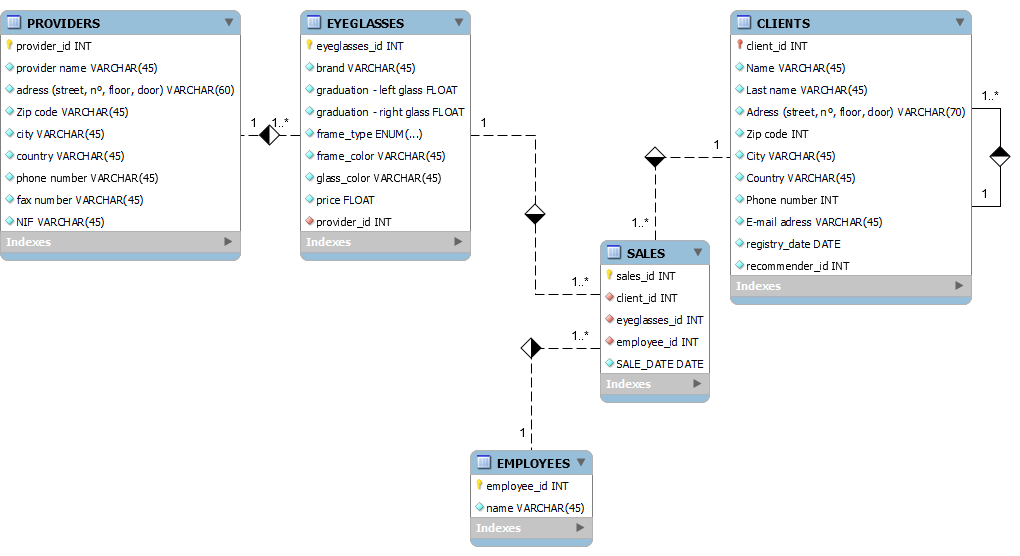 PROVIDERS
provider_id INT
provider name VARCHAR(45)
adress (street, nº, floor, door) VARCHAR(60)
Zip code VARCHAR(45)
city VARCHAR(45)
country VARCHAR(45)
phone number VARCHAR(45)
fax number VARCHAR(45)
NIF VARCHAR(45)
Indexes
1
1..*
EYEGLASSES
eyeglasses_id INT
brand VARCHAR(45)
graduation - left glass FLOAT
graduation - right glass FLOAT
frame_type ENUM(...)
frame_color VARCHAR(45)
glass_color VARCHAR(45)
price FLOAT
provider_id INT
Indexes
1
1..*
CLIENTS
client_id INT
Name VARCHAR(45)
Last name VARCHAR(45)
Adress (street, nº, floor, door) VARCHAR(70)
Zip code INT
City VARCHAR(45)
Country VARCHAR(45)
Phone number INT
E-mail adress VARCHAR(45)
registry_date DATE
recommender_id INT
Indexes
1..*
1
1
1..*
SALES
sales_id INT
client_id INT
eyeglasses_id INT
employee_id INT
SALE_DATE DATE
Indexes
1..*
1
EMPLOYEES
employee_id INT
name VARCHAR(45)
Indexes